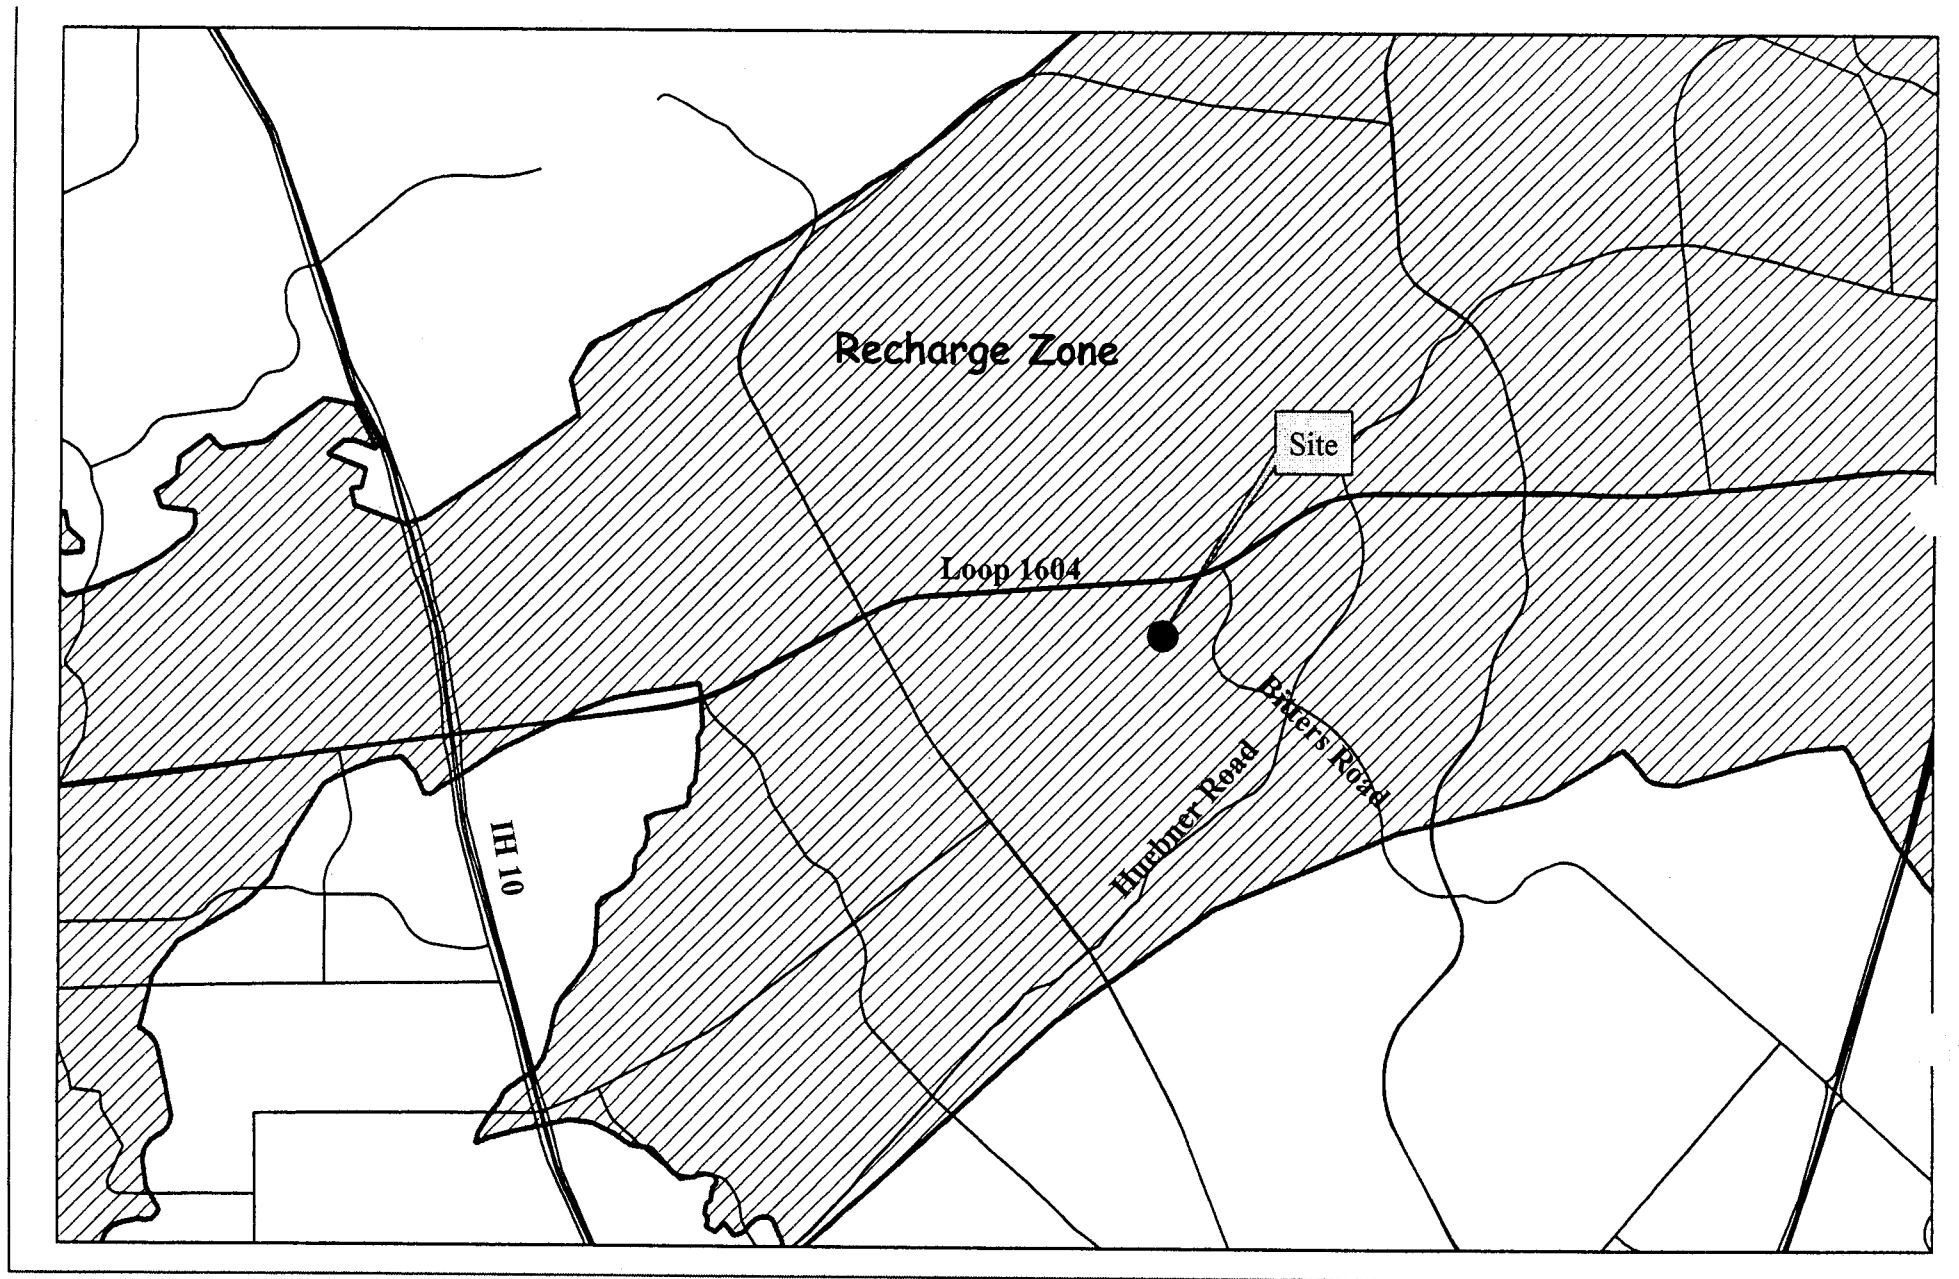 Recharge Zone
Site
Loop 1604
Bitters Road
Huebner Road
IH 10